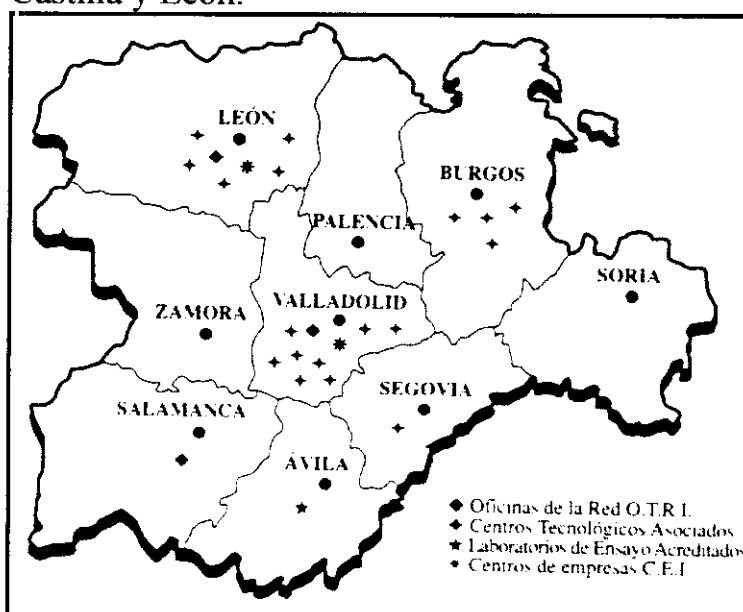 Castilla y León.
LEÓN
BURGOS
PALENCIA
SORIA
ZAMORA
VALLADOLID
SALAMANCA
SEGOVIA
ÁVILA
Oficinas de la Red O.T.R.I.
Centros Tecnológicos Asociados
Laboratorios de Ensayo Acreditados
Centros de empresas C.E.I